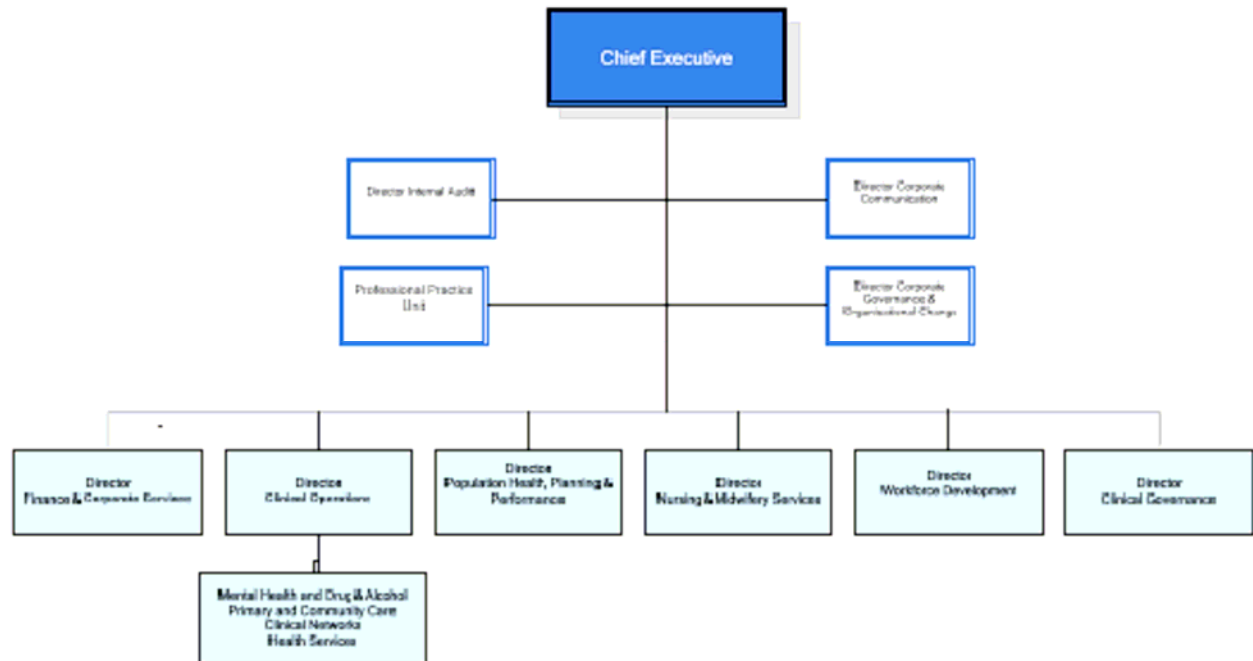 Chief Executive
Director Internal Audit
Director Corporate
Communication
Professional Practice
Unit
Director Corporate
Governance &
Organisational Change
Director
Finance & Corporate Services
Director
Clinical Operations
Director
Population Health, Planning &
Performance
Director
Nursing & Midwifery Services
Director
Workforce Development
Director
Clinical Governance
Mental Health and Drug & Alcohol
Primary and Community Care
Clinical Networks
Health Services